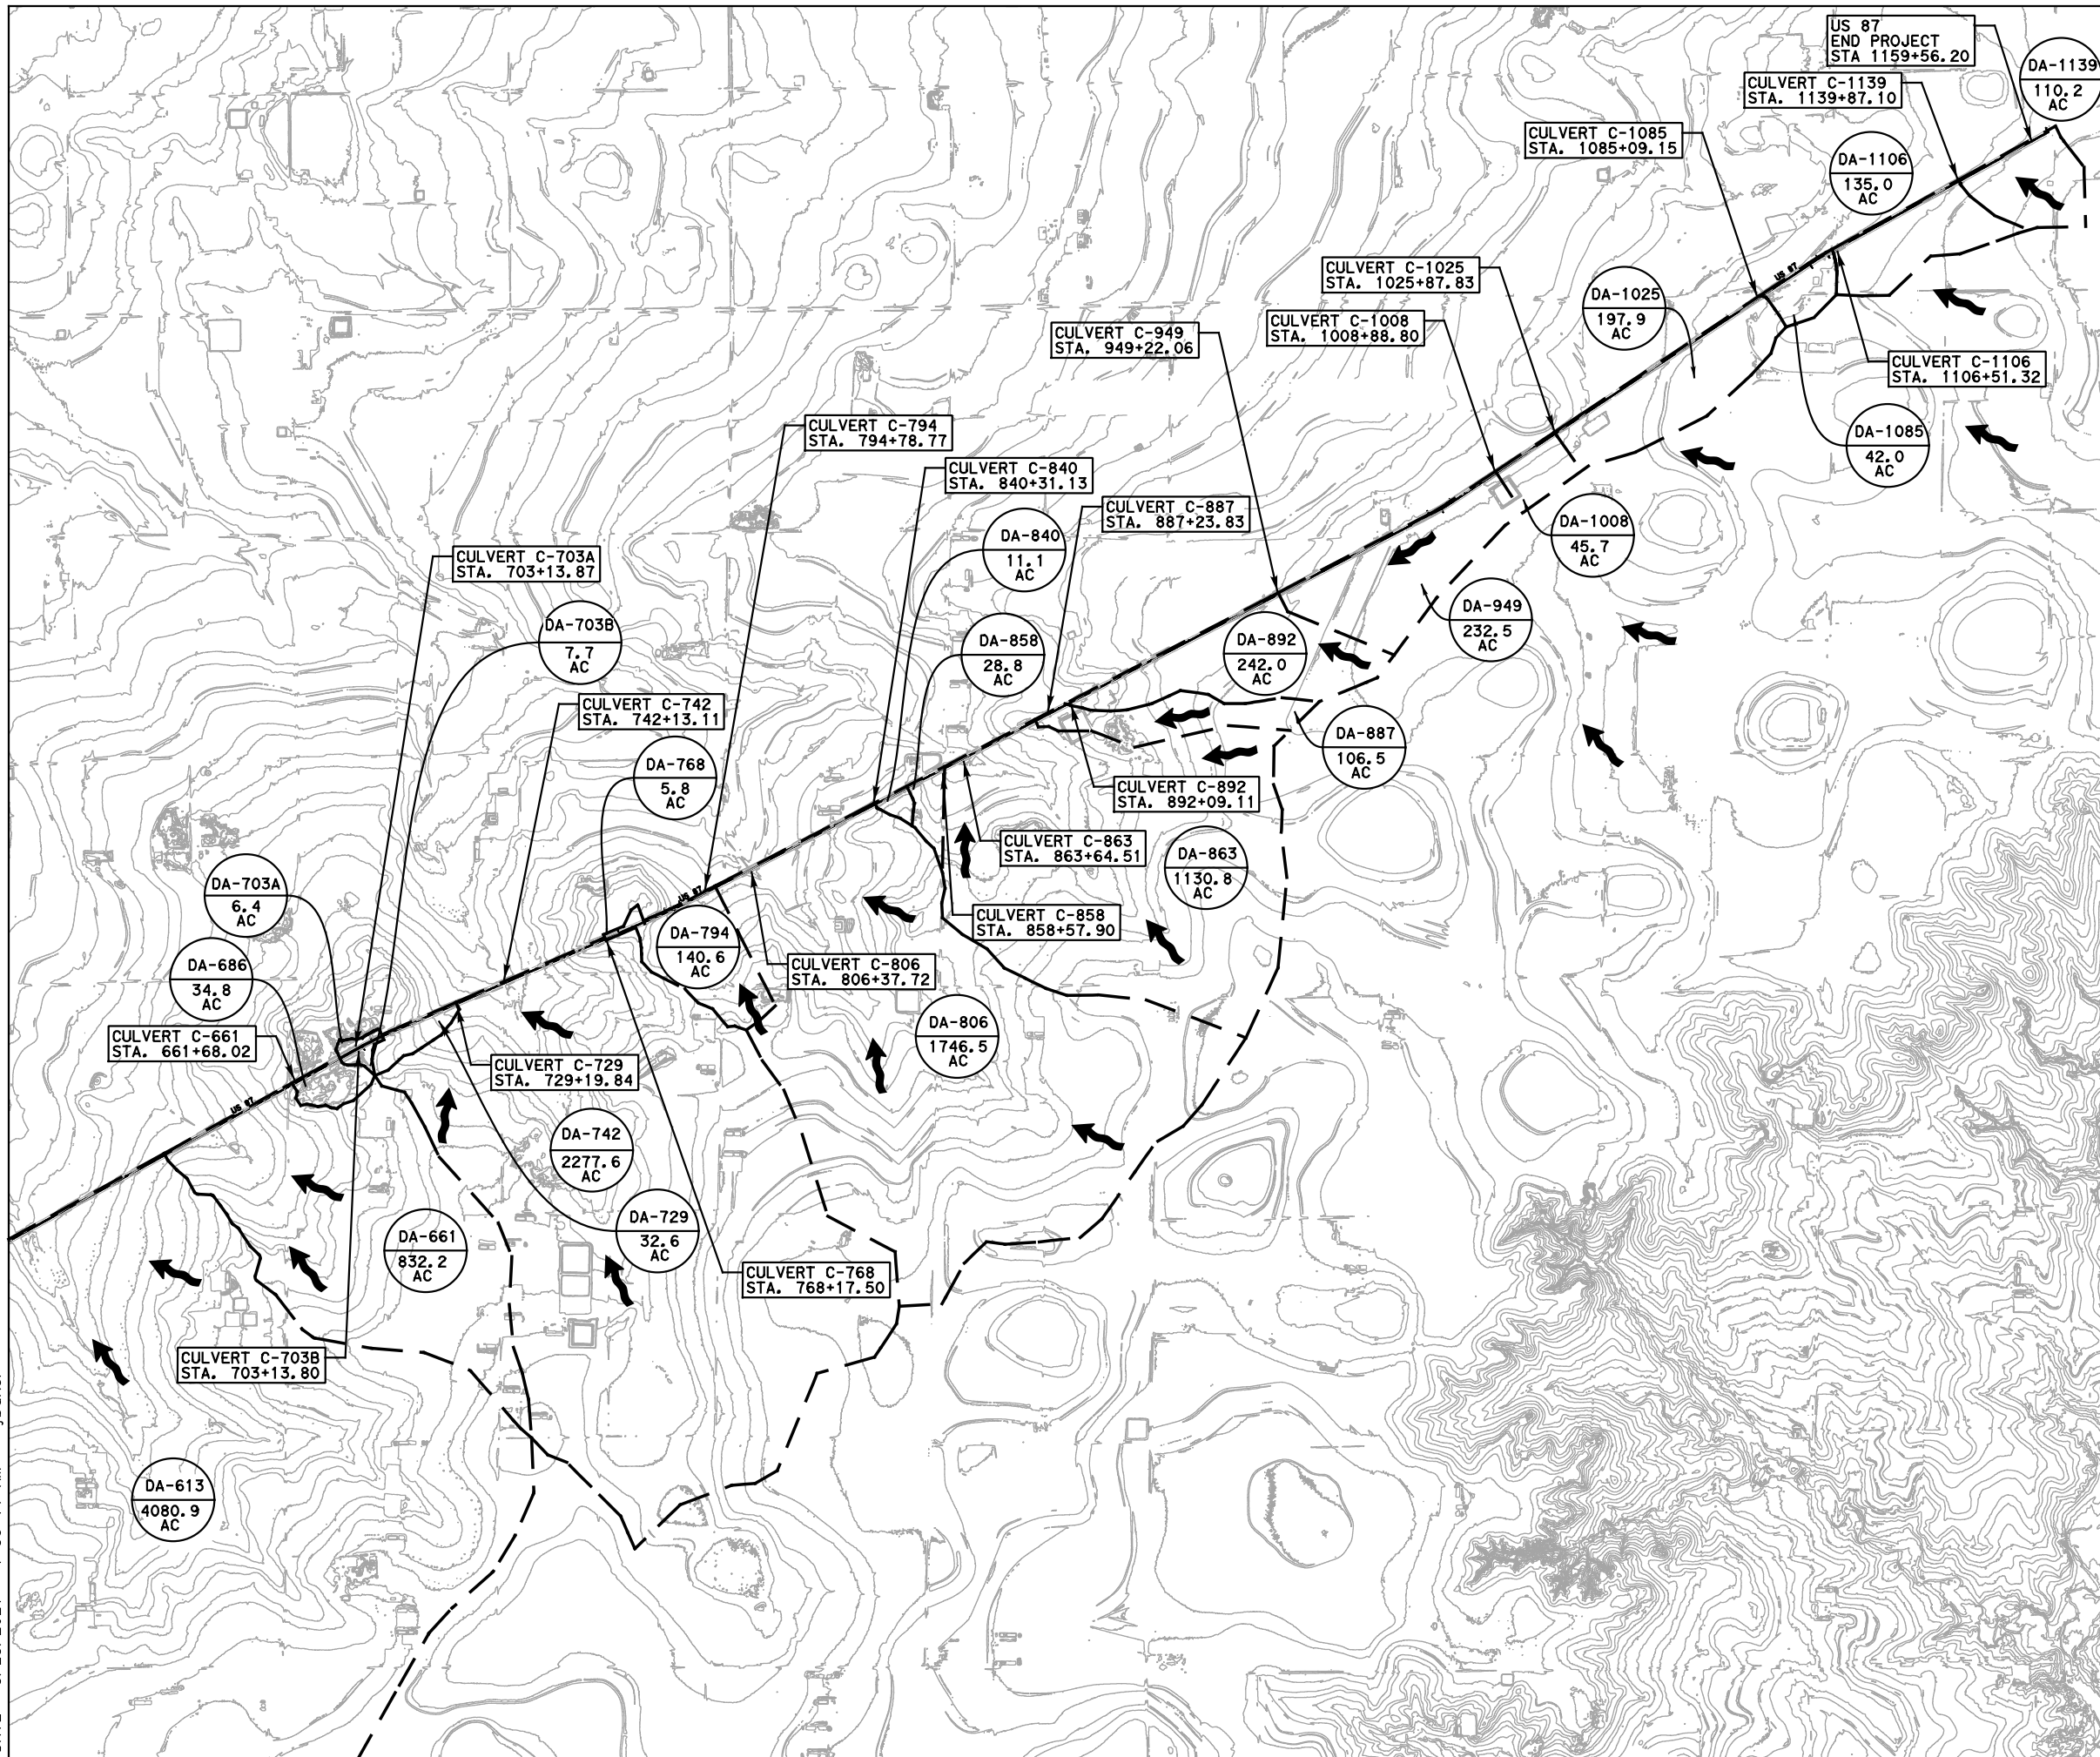 US 87
END PROJECT
STA 1159+56.20
DA-1139
110.2
AC
CULVERT C-1139
STA. 1139+87.10
CULVERT C-1085
STA. 1085+09.15
DA-1106
135.0
AC
CULVERT C-1025
STA. 1025+87.83
DA-1025
197.9
AC
US 87
CULVERT C-949
STA. 949+22.06
CULVERT C-1008
STA. 1008+88.80
CULVERT C-1106
STA. 1106+51.32
CULVERT C-794
STA. 794+78.77
DA-1085
42.0
AC
CULVERT C-840
STA. 840+31.13
CULVERT C-887
STA. 887+23.83
DA-1008
45.7
AC
CULVERT C-703A
STA. 703+13.87
DA-840
11.1
AC
DA-703B
7.7
AC
DA-858
28.8
AC
DA-892
242.0
AC
DA-949
232.5
AC
CULVERT C-742
STA. 742+13.11
DA-768
5.8
AC
DA-887
106.5
AC
CULVERT C-892
STA. 892+09.11
CULVERT C-863
STA. 863+64.51
DA-863
1130.8
AC
DA-703A
6.4
AC
US 87
CULVERT C-858
STA. 858+57.90
DA-794
140.6
AC
DA-686
34.8
AC
CULVERT C-806
STA. 806+37.72
DA-806
1746.5
AC
CULVERT C-661
STA. 661+68.02
CULVERT C-729
STA. 729+19.84
US 87
DA-742
2277.6
AC
DA-661
832.2
AC
DA-729
32.6
AC
CULVERT C-768
STA. 768+17.50
CULVERT C-703B
STA. 703+13.80
DA-613
4080.9
AC